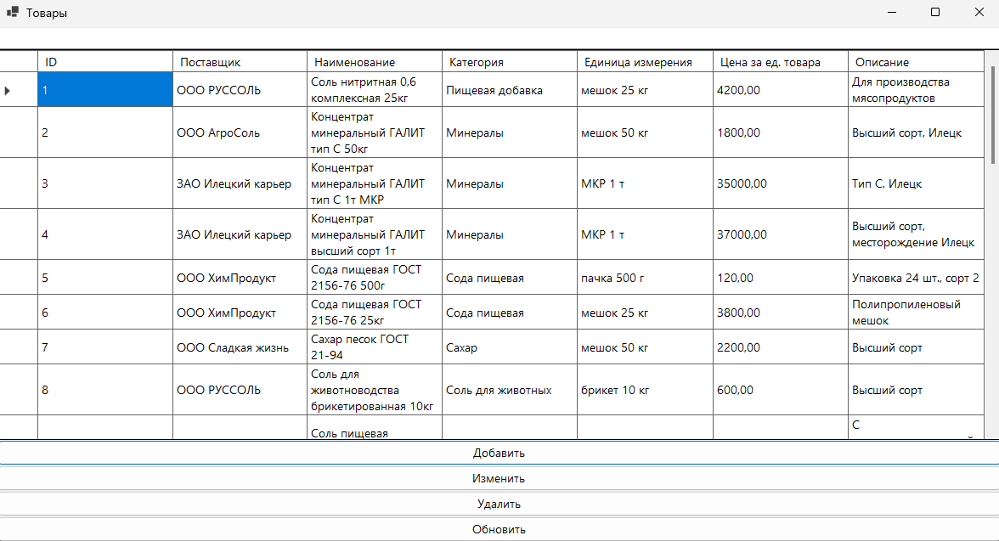 Товары
ID Поставщик Наименование Категория Единица измерения Цена за ед. товара Описание
1 ООО РУССОЛЬ Соль нитритная 0,6 Пищевая добавка мешок 25 кг 4200,00 Для производства
комплексная 25кг мясопродуктов
Концентрат
2 ООО АгроСоль минеральный ГАЛИТ Минералы мешок 50 кг 1800,00 Высший сорт, Илецк
тип С 50кг
Концентрат
3 ЗАО Илецкий карьер минеральный ГАЛИТ Минералы МКР 1 т 35000,00 Тип С, Илецк
тип С 1т МКР
Концентрат
4 ЗАО Илецкий карьер минеральный ГАЛИТ Минералы МКР 1 т 37000,00 Высший сорт,
высший сорт 1т месторождение Илецк
5 ООО ХимПродукт Сода пищевая ГОСТ Сода пищевая пачка 500 г 120,00 Упаковка 24 шт., сорт 2
2156-76 500г
6 ООО ХимПродукт Сода пищевая ГОСТ Сода пищевая мешок 25 кг 3800,00 Полипропиленовый
2156-76 25кг мешок
7 ООО Сладкая жизнь Сахар песок ГОСТ Сахар мешок 50 кг 2200,00 Высший сорт
21-94
Соль для
8 ООО РУССОЛЬ животноводства Соль для животных брикет 10 кг 600,00 Высший сорт
брикетированная 10кг
Соль пищевая С
Добавить
Изменить
Удалить
Обновить